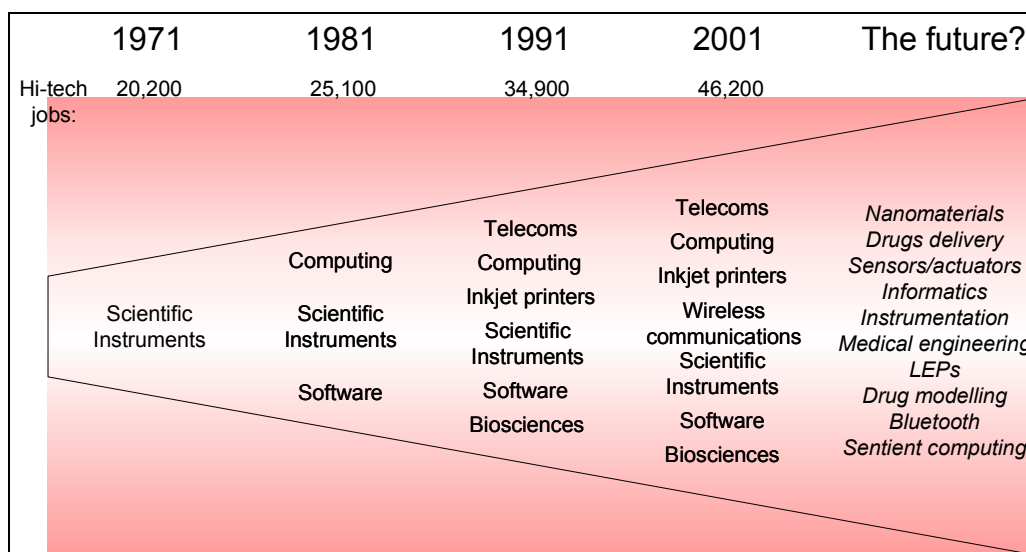 1971 1981 1991 2001 The future?
Hi-tech jobs: 20,200 25,100 34,900 46,200
Scientific
Instruments
Computing
Scientific
Instruments
Software
Telecoms
Computing
Inkjet printers
Scientific
Instruments
Software
Biosciences
Telecoms
Computing
Inkjet printers
Wireless
communications
Scientific
Instruments
Software
Biosciences
Nanomaterials
Drugs delivery
Sensors/actuators
Informatics
Instrumentation
Medical engineering
LEPs
Drug modelling
Bluetooth
Sentient computing